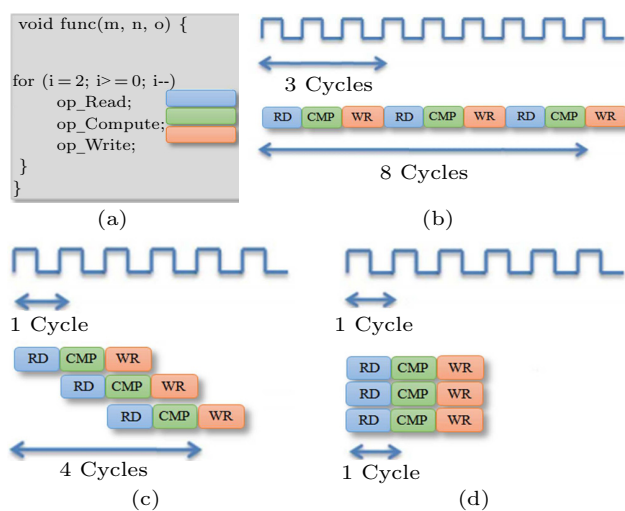 void func(m, n, o) {
for (i = 2; i>= 0; i--)
op_Read;
op_Compute;
op_Write;
}
}
(a)
3 Cycles
RD CMP WR RD CMP WR RD CMP WR
8 Cycles
(b)
1 Cycle
RD CMP WR
RD CMP WR
RD CMP WR
4 Cycles
(c)
1 Cycle
RD CMP WR
RD CMP WR
RD CMP WR
1 Cycle
(d)